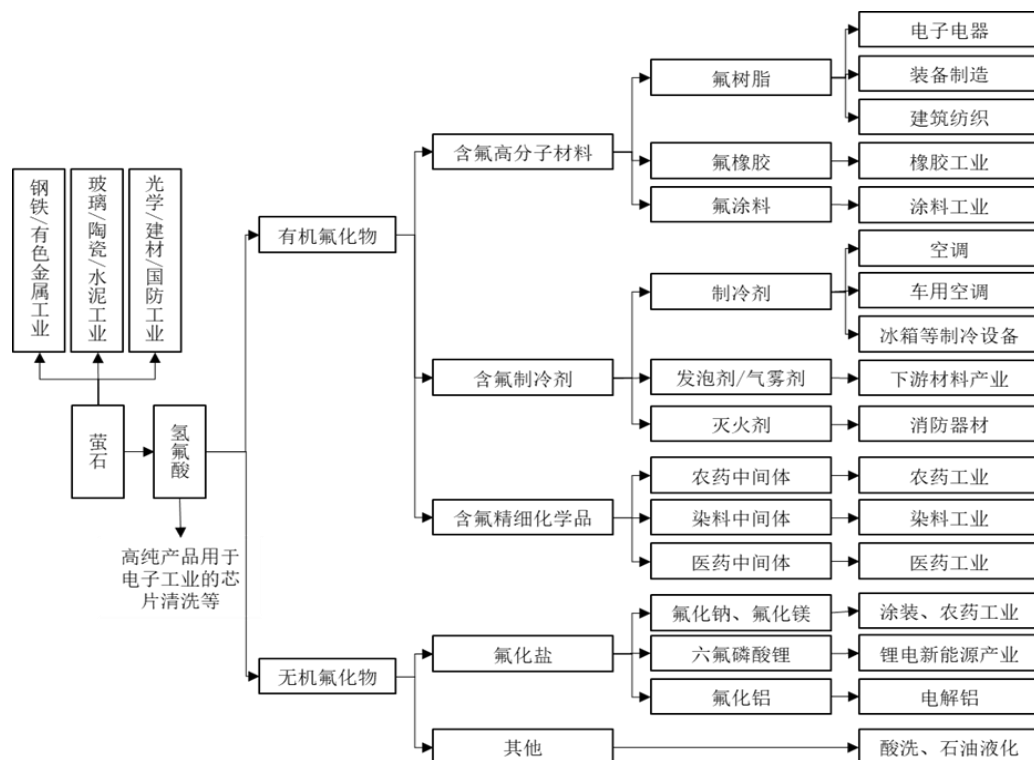 钢铁/有色金属工业
玻璃/陶瓷/水泥工业
光学/建材/国防工业
萤石
氢氟酸
高纯产品用于
电子工业的芯
片清洗等
有机氟化物
无机氟化物
含氟高分子材料
含氟制冷剂
含氟精细化学品
氟化盐
其他
氟树脂
氟橡胶
氟涂料
制冷剂
发泡剂/气雾剂
灭火剂
农药中间体
染料中间体
医药中间体
氟化钠、氟化镁
六氟磷酸锂
氟化铝
电子电器
装备制造
建筑纺织
橡胶工业
涂料工业
空调
车用空调
冰箱等制冷设备
下游材料产业
消防器材
农药工业
染料工业
医药工业
涂装、农药工业
锂电新能源产业
电解铝
酸洗、石油液化